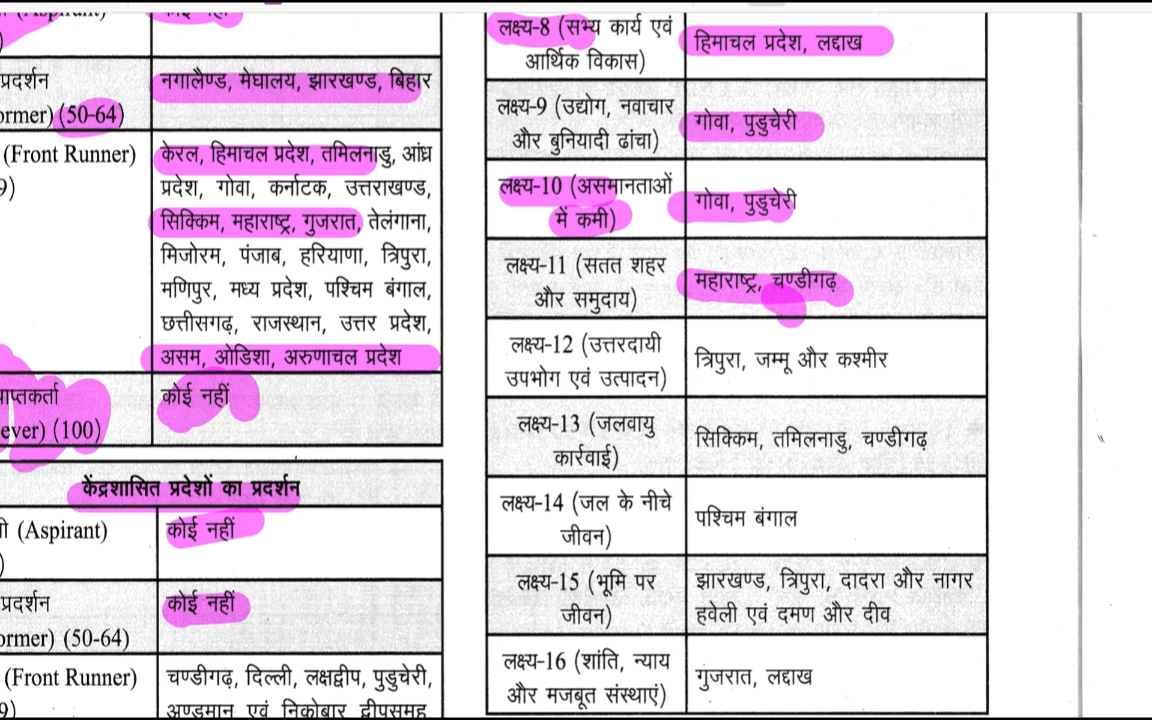 (Aspirant)
)
कोई नहीं
प्रदर्शन
ormer) (50-64)
नगालैण्ड, मेघालय, झारखण्ड, बिहार
(Front Runner)
9)
केरल, हिमाचल प्रदेश, तमिलनाडु, आंध्र
प्रदेश, गोवा, कर्नाटक, उत्तराखण्ड,
सिक्किम, महाराष्ट्र, गुजरात, तेलंगाना,
मिजोरम, पंजाब, हरियाणा, त्रिपुरा,
मणिपुर, मध्य प्रदेश, पश्चिम बंगाल,
छत्तीसगढ़, राजस्थान, उत्तर प्रदेश,
असम, ओडिशा, अरुणाचल प्रदेश
ाप्तकर्ता
ever) (100)
कोई नहीं
केंद्रशासित प्रदेशों का प्रदर्शन
ी (Aspirant)
)
कोई नहीं
प्रदर्शन
ormer) (50-64)
कोई नहीं
(Front Runner)
9)
चण्डीगढ़, दिल्ली, लक्षद्वीप, पुडुचेरी,
अण्डमान एवं निकोबार द्वीपसमूह,
लक्ष्य-8 (सभ्य कार्य एवं
आर्थिक विकास)
हिमाचल प्रदेश, लद्दाख
लक्ष्य-9 (उद्योग, नवाचार
और बुनियादी ढांचा)
गोवा, पुडुचेरी
लक्ष्य-10 (असमानताओं
में कमी)
गोवा, पुडुचेरी
लक्ष्य-11 (सतत शहर
और समुदाय)
महाराष्ट्र, चण्डीगढ़
लक्ष्य-12 (उत्तरदायी
उपभोग एवं उत्पादन)
त्रिपुरा, जम्मू और कश्मीर
लक्ष्य-13 (जलवायु
कार्रवाई)
सिक्किम, तमिलनाडु, चण्डीगढ़
लक्ष्य-14 (जल के नीचे
जीवन)
पश्चिम बंगाल
लक्ष्य-15 (भूमि पर
जीवन)
झारखण्ड, त्रिपुरा, दादरा और नागर
हवेली एवं दमण और दीव
लक्ष्य-16 (शांति, न्याय
और मजबूत संस्थाएं)
गुजरात, लद्दाख